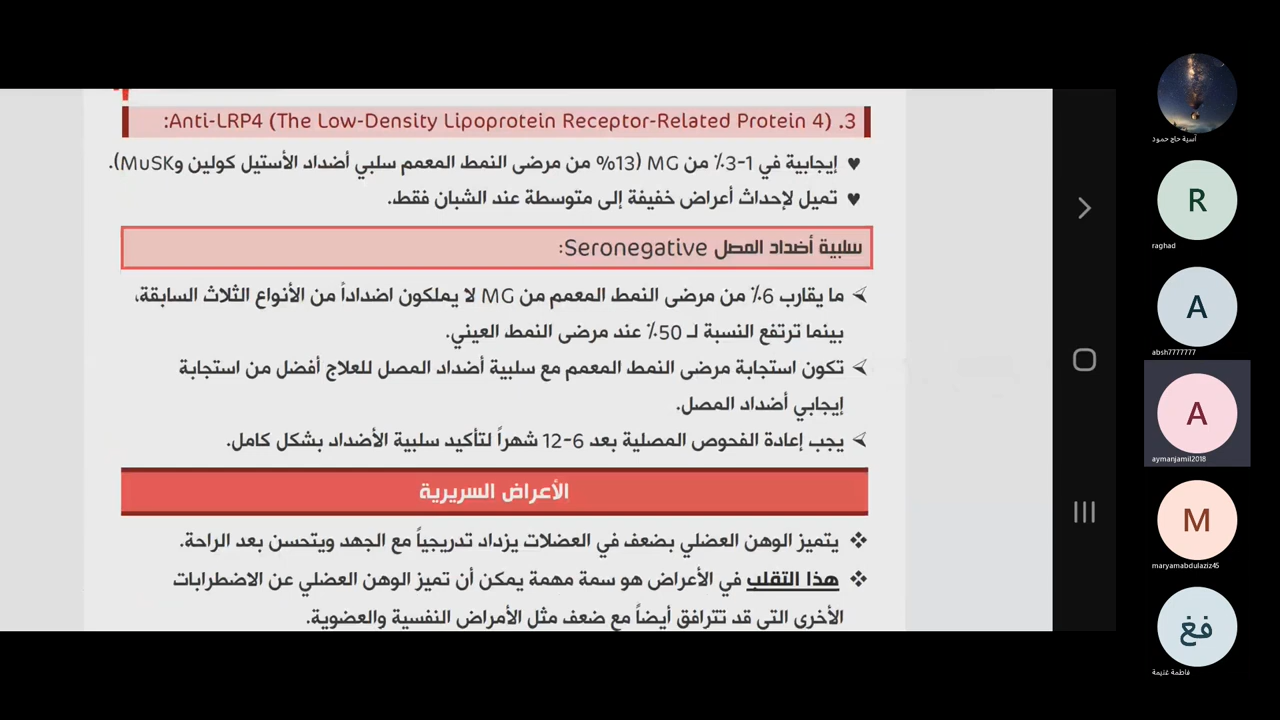 3. Anti-LRP4 (The Low-Density Lipoprotein Receptor-Related Protein 4):
♥ إيجابية في 1-3٪ من MG (13% من مرضى النمط المعمم سلبي أضداد الأستيل كولين وMuSK).
♥ تميل لإحداث أعراض خفيفة إلى متوسطة عند الشبان فقط.
سلبية أضداد المصل Seronegative:
ما يقارب 6٪ من مرضى النمط المعمم من MG لا يملكون اضداداً من الأنواع الثلاث السابقة،
بينما ترتفع النسبة لـ 50٪ عند مرضى النمط العيني.
تكون استجابة مرضى النمط المعمم مع سلبية أضداد المصل للعلاج أفضل من استجابة
إيجابي أضداد المصل.
يجب إعادة الفحوص المصلية بعد 6-12 شهراً لتأكيد سلبية الأضداد بشكل كامل.
الأعراض السريرية
يتميز الوهن العضلي بضعف في العضلات يزداد تدريجياً مع الجهد ويتحسن بعد الراحة.
هذا التقلب في الأعراض هو سمة مهمة يمكن أن تميز الوهن العضلي عن الاضطرابات
الأخرى التي قد تترافق أيضاً مع ضعف مثل الأمراض النفسية والعضوية.
آسية حاج حمود
R
raghad
A
absh7777777
A
aymanjamil2018
M
maryamabdulaziz45
فغ
فاطمة غنيمة